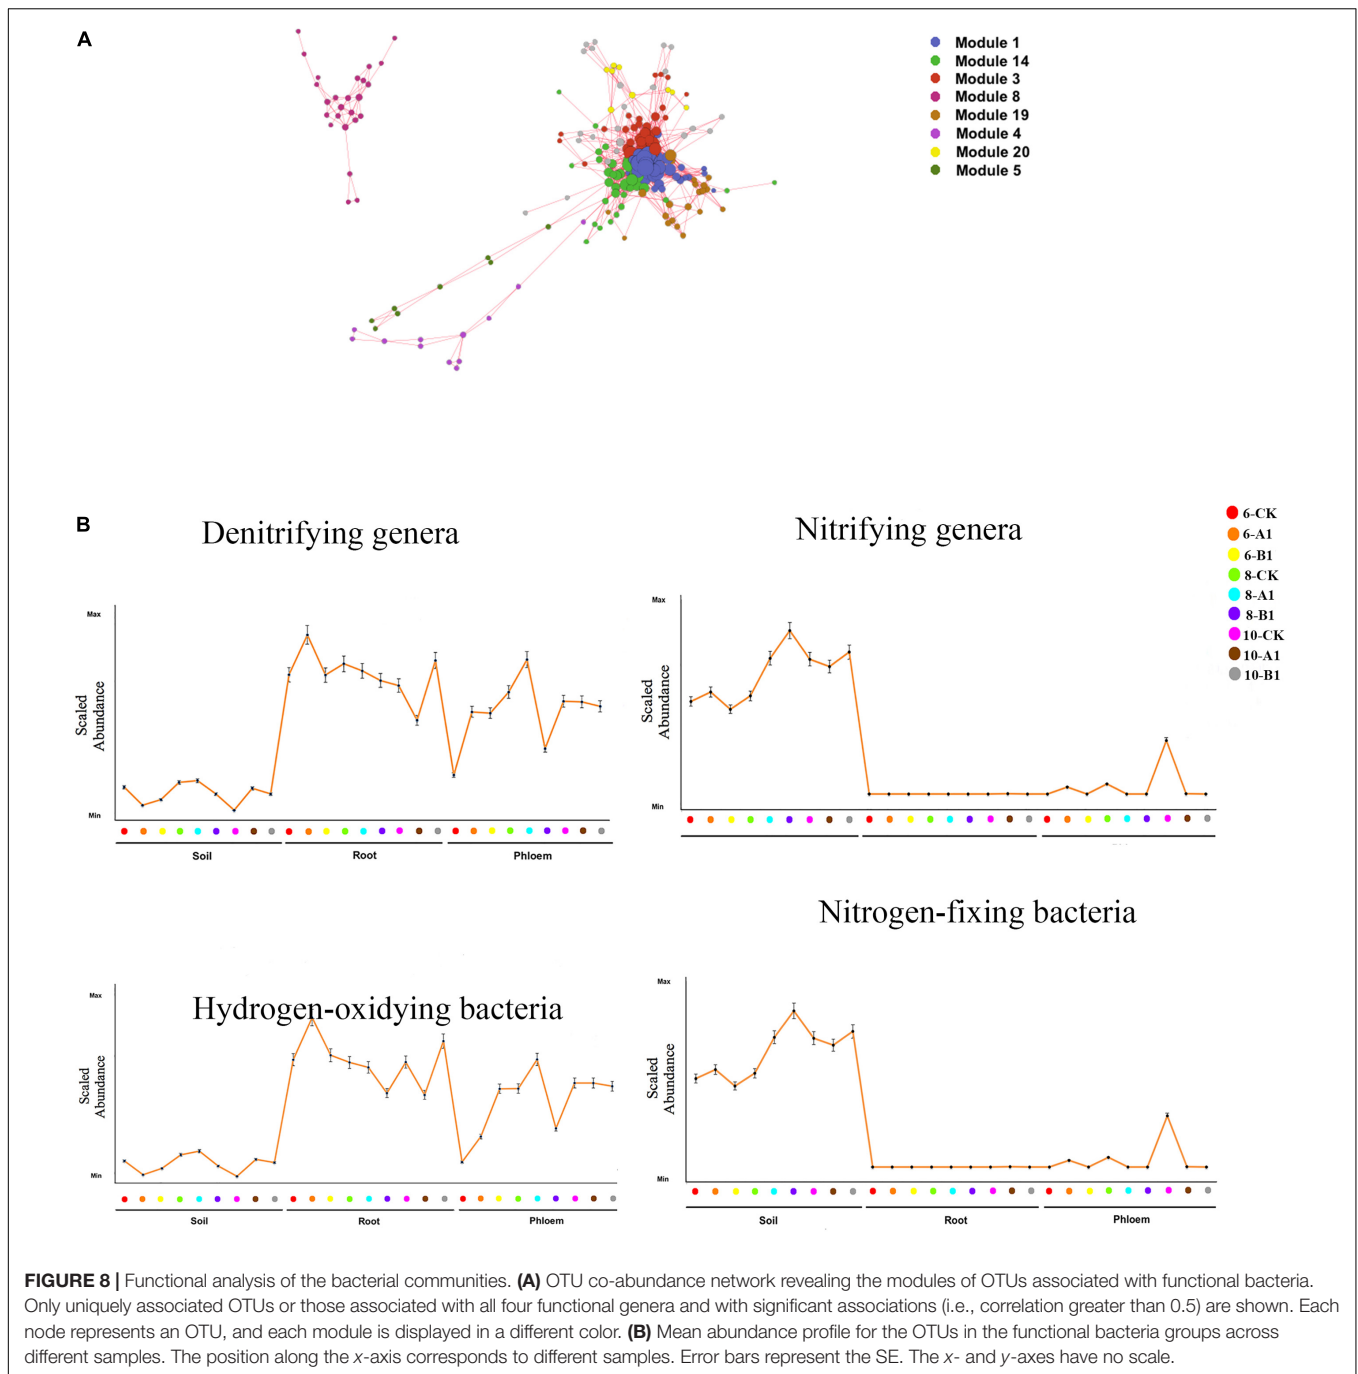 A
Module 1
Module 14
Module 3
Module 8
Module 19
Module 4
Module 20
Module 5
B
Denitrifying genera
Max
Scaled
Abundance
Min
Soil
Root
Phloem
Nitrifying genera
Max
Scaled
Abundance
Min
6-CK
6-A1
6-B1
8-CK
8-A1
8-B1
10-CK
10-A1
10-B1
Hydrogen-oxidying bacteria
Max
Scaled
Abundance
Min
Soil
Root
Phloem
Nitrogen-fixing bacteria
Max
Scaled
Abundance
Min
Soil
Root
Phloem
FIGURE 8 | Functional analysis of the bacterial communities. (A) OTU co-abundance network revealing the modules of OTUs associated with functional bacteria.
Only uniquely associated OTUs or those associated with all four functional genera and with significant associations (i.e., correlation greater than 0.5) are shown. Each
node represents an OTU, and each module is displayed in a different color. (B) Mean abundance profile for the OTUs in the functional bacteria groups across
different samples. The position along the x-axis corresponds to different samples. Error bars represent the SE. The x- and y-axes have no scale.